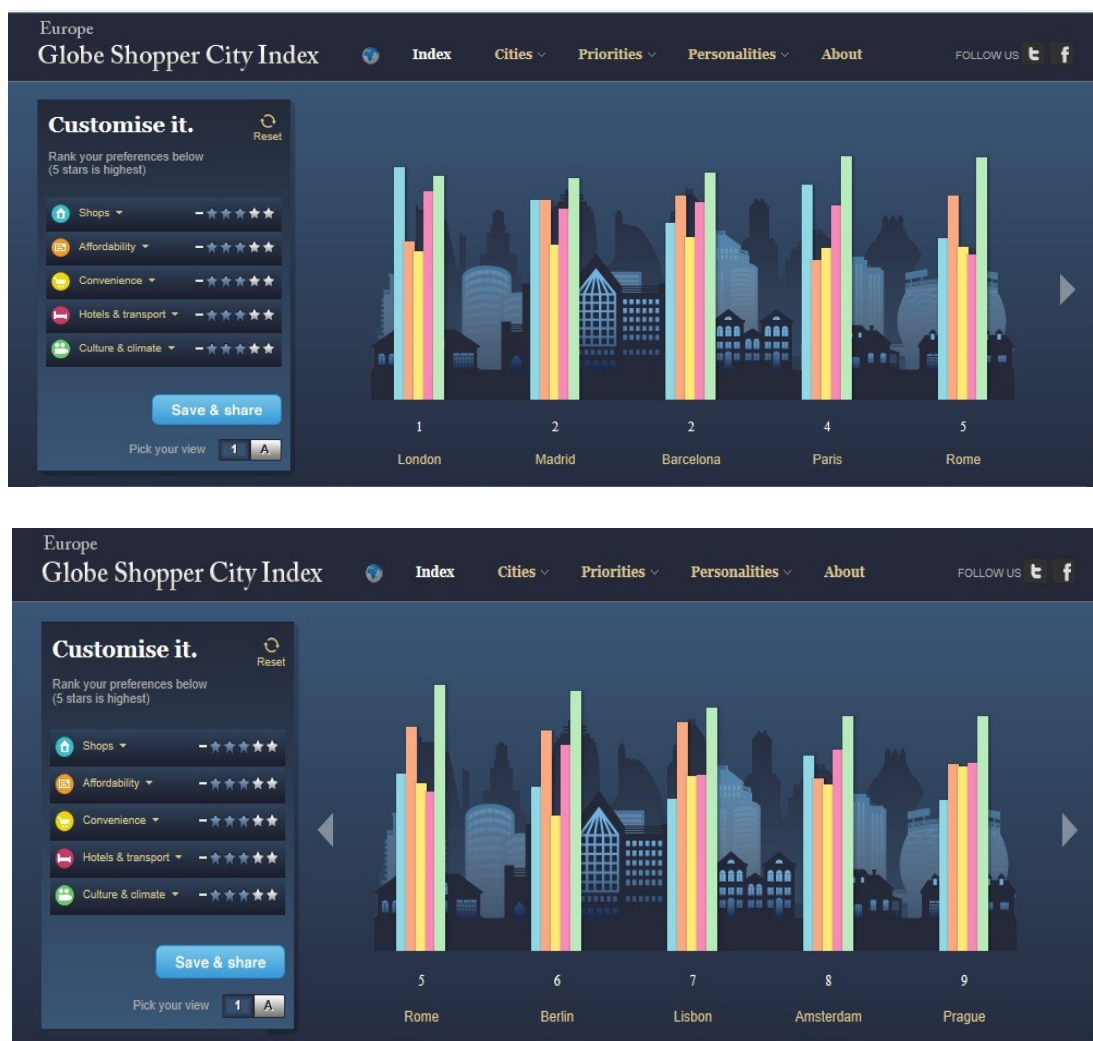 Europe
Globe Shopper City Index
Index Cities Priorities Personalities About FOLLOW US
Customise it.
Reset
Rank your preferences below
(5 stars is highest)
Shops
Affordability
Convenience
Hotels & transport
Culture & climate
Save & share
Pick your view 1 A
1 2 2 4 5
London Madrid Barcelona Paris Rome
Europe
Globe Shopper City Index
Index Cities Priorities Personalities About FOLLOW US
Customise it.
Reset
Rank your preferences below
(5 stars is highest)
Shops
Affordability
Convenience
Hotels & transport
Culture & climate
Save & share
Pick your view 1 A
5 6 7 8 9
Rome Berlin Lisbon Amsterdam Prague